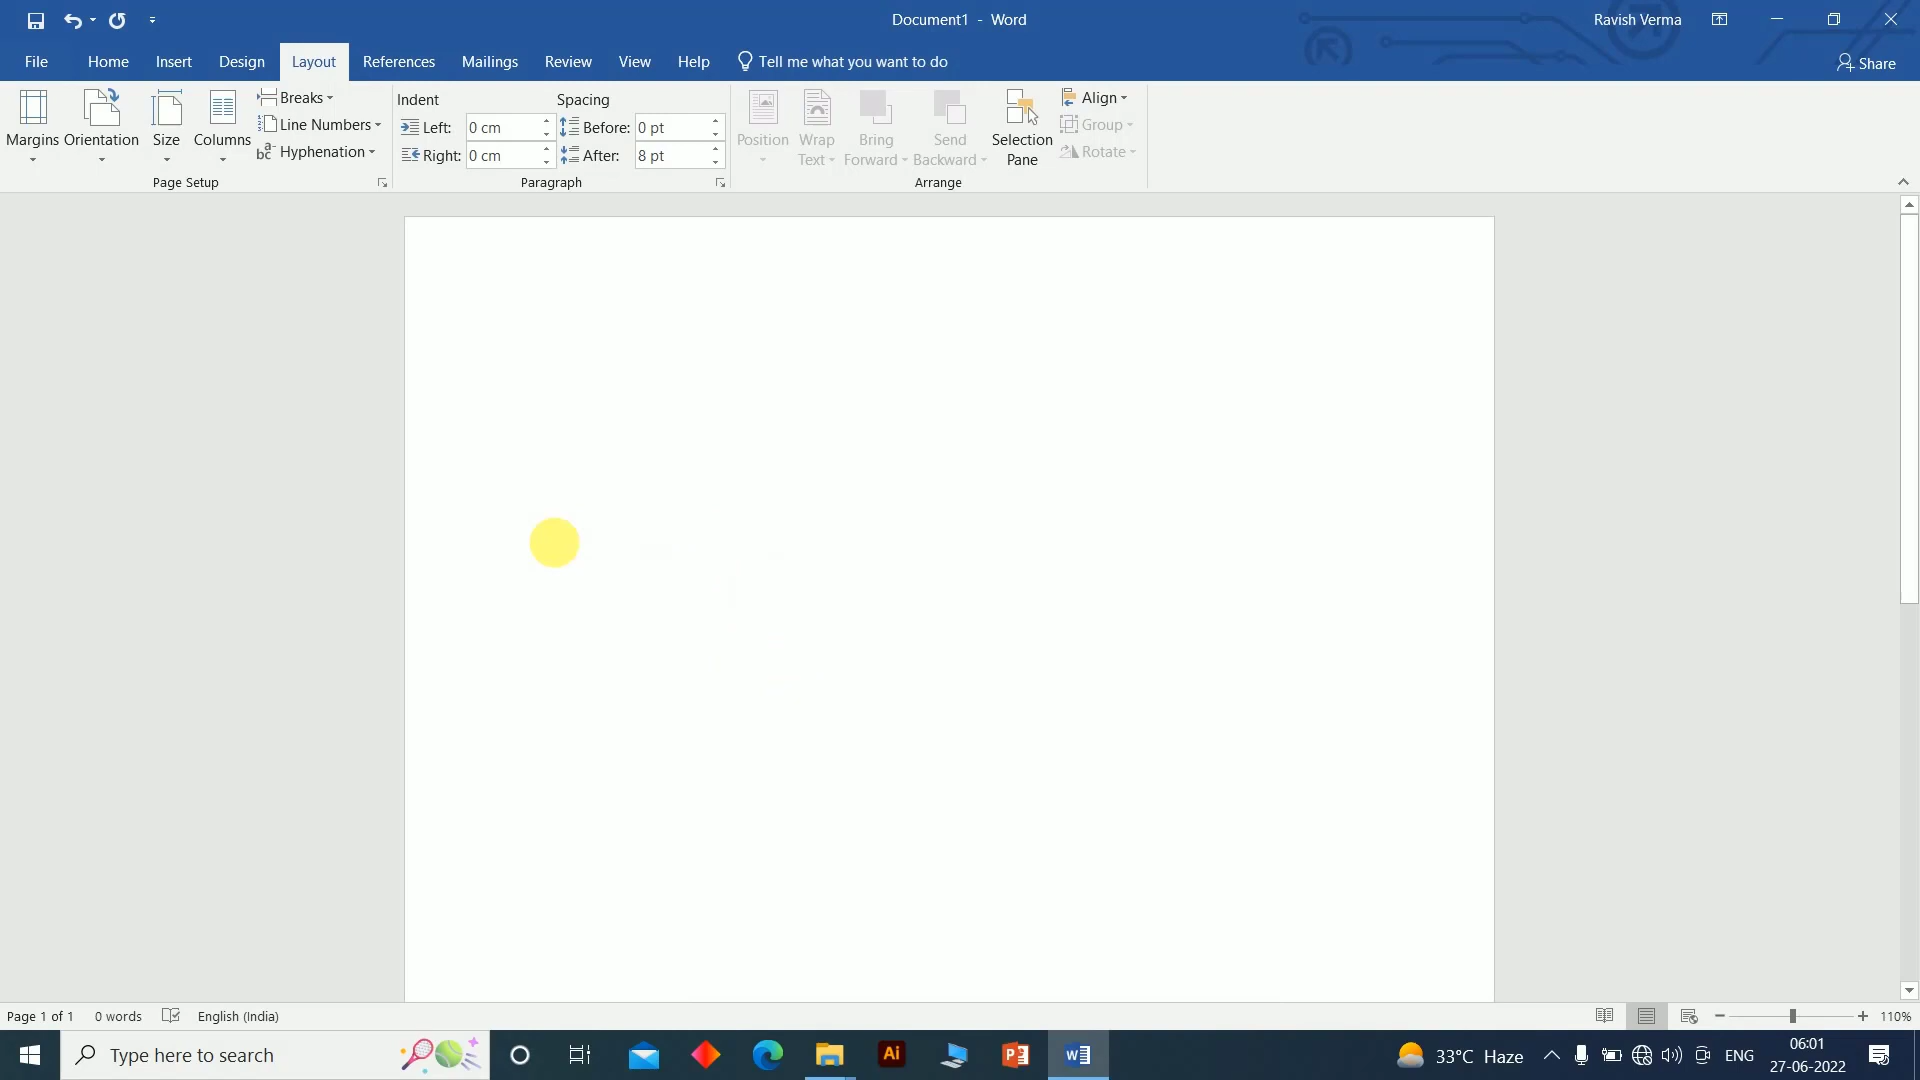 Document1 - Word
Ravish Verma
File Home Insert Design Layout References Mailings Review View Help Tell me what you want to do
Share
Margins
Orientation
Size
Columns
Breaks
Line Numbers
bc
a-
Hyphenation
Page Setup
Indent
Left: 0 cm
Right: 0 cm
Spacing
Before: 0 pt
After: 8 pt
Paragraph
Position
Wrap
Text
Bring
Forward
Send
Backward
Selection
Pane
Align
Group
Rotate
Arrange
Page 1 of 1 0 words English (India)
110%
Type here to search
Ai
P
W
33°C Haze
ENG
06:01
27-06-2022